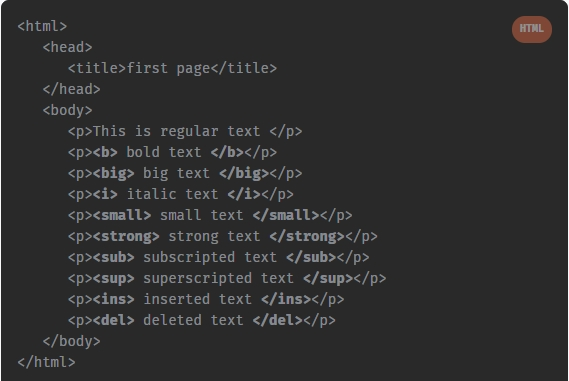 <html>
HTML
<head>
<title>first page</title>
</head>
<body>
<p>This is regular text </p>
<p><b> bold text </b></p>
<p><big> big text </big></p>
<p><i> italic text </i></p>
<p><small> small text </small></p>
<p><strong> strong text </strong></p>
<p><sub> subscripted text </sub></p>
<p><sup> superscripted text </sup></p>
<p><ins> inserted text </ins></p>
<p><del> deleted text </del></p>
</body>
</html>